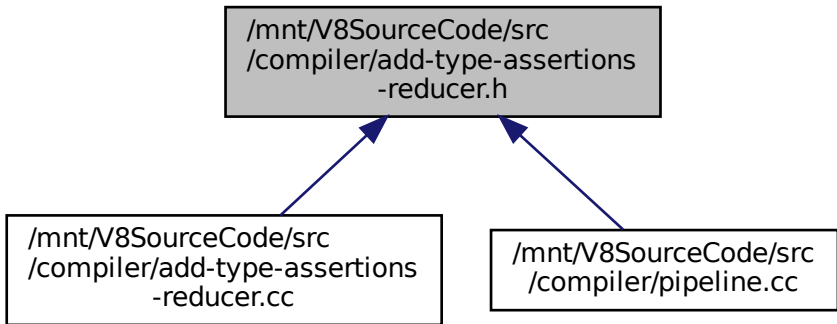 /mnt/V8SourceCode/src
/compiler/add-type-assertions
-reducer.h
/mnt/V8SourceCode/src
/compiler/add-type-assertions
-reducer.cc
/mnt/V8SourceCode/src
/compiler/pipeline.cc